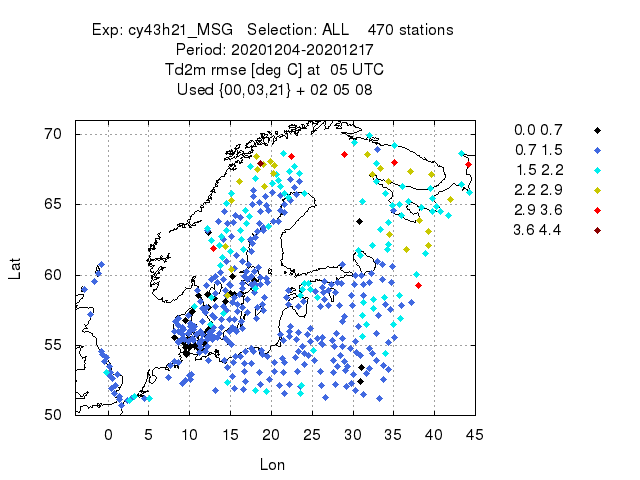 Exp: cy43h21_MSG   Selection: ALL    470 stations
Period: 20201204-20201217
Td2m rmse [deg C] at  05 UTC
Used {00,03,21} + 02 05 08
0.0 0.7
0.7 1.5
1.5 2.2
2.2 2.9
2.9 3.6
3.6 4.4
70
65
60
55
50
Lat
0 5 10 15 20 25 30 35 40 45
Lon